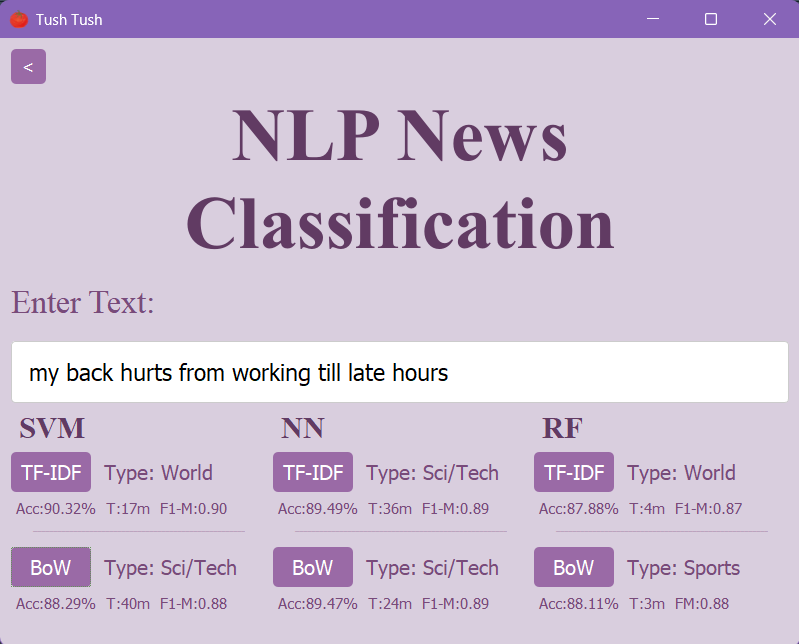 Tush Tush
<
NLP News
Classification
Enter Text:
my back hurts from working till late hours
SVM NN RF
TF-IDF Type: World TF-IDF Type: Sci/Tech TF-IDF Type: World
Acc:90.32% T:17m F1-M:0.90 Acc:89.49% T:36m F1-M:0.89 Acc:87.88% T:4m F1-M:0.87
BoW Type: Sci/Tech BoW Type: Sci/Tech BoW Type: Sports
Acc:88.29% T:40m F1-M:0.88 Acc:89.47% T:24m F1-M:0.89 Acc:88.11% T:3m FM:0.88